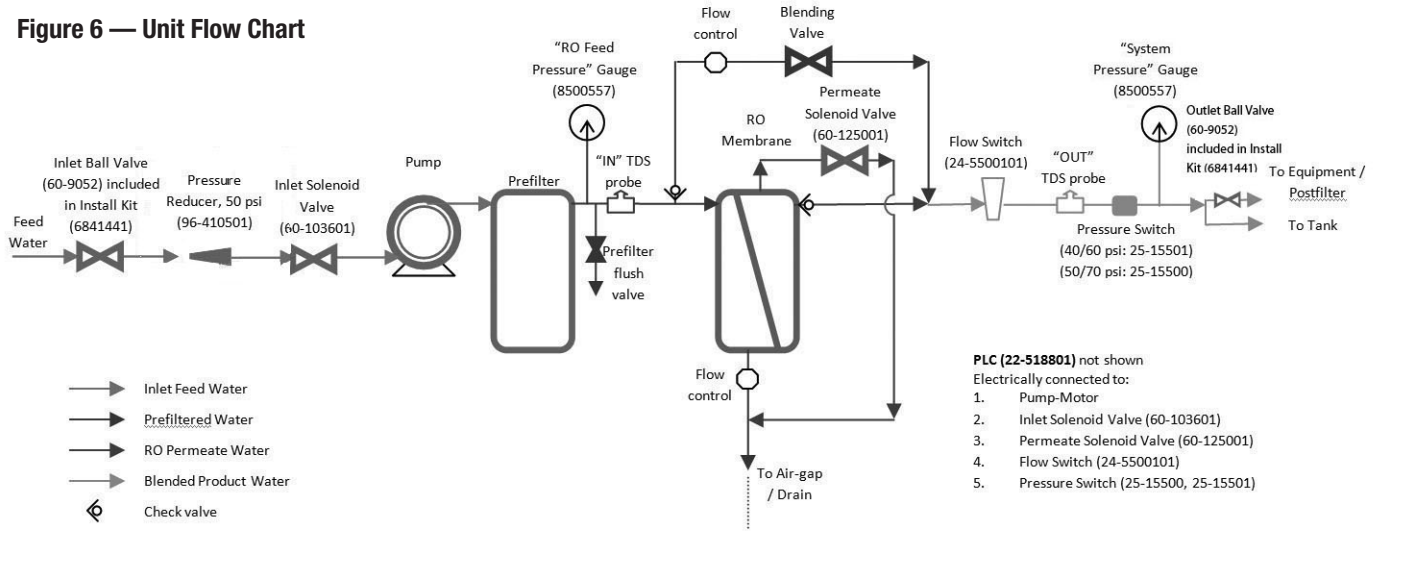 Figure 6 — Unit Flow Chart
Feed
Water
Inlet Ball Valve
(60-9052) included
in Install Kit
(6841441)
Pressure
Reducer, 50 psi
(96-410501)
Inlet Solenoid
Valve
(60-103601)
Pump
Prefilter
“RO Feed
Pressure” Gauge
(8500557)
“IN” TDS
probe
Prefilter
flush
valve
Flow
control
Blending
Valve
RO
Membrane
Permeate
Solenoid Valve
(60-125001)
Flow
control
To Air-gap
/ Drain
Flow Switch
(24-5500101)
“OUT”
TDS probe
“System
Pressure” Gauge
(8500557)
Pressure Switch
(40/60 psi: 25-15501)
(50/70 psi: 25-15500)
Outlet Ball Valve
(60-9052)
included in Install
Kit (6841441)
To Equipment /
Postfilter
To Tank
Inlet Feed Water
Prefiltered Water
RO Permeate Water
Blended Product Water
Check valve
PLC (22-518801) not shown
Electrically connected to:
1. Pump-Motor
2. Inlet Solenoid Valve (60-103601)
3. Permeate Solenoid Valve (60-125001)
4. Flow Switch (24-5500101)
5. Pressure Switch (25-15500, 25-15501)